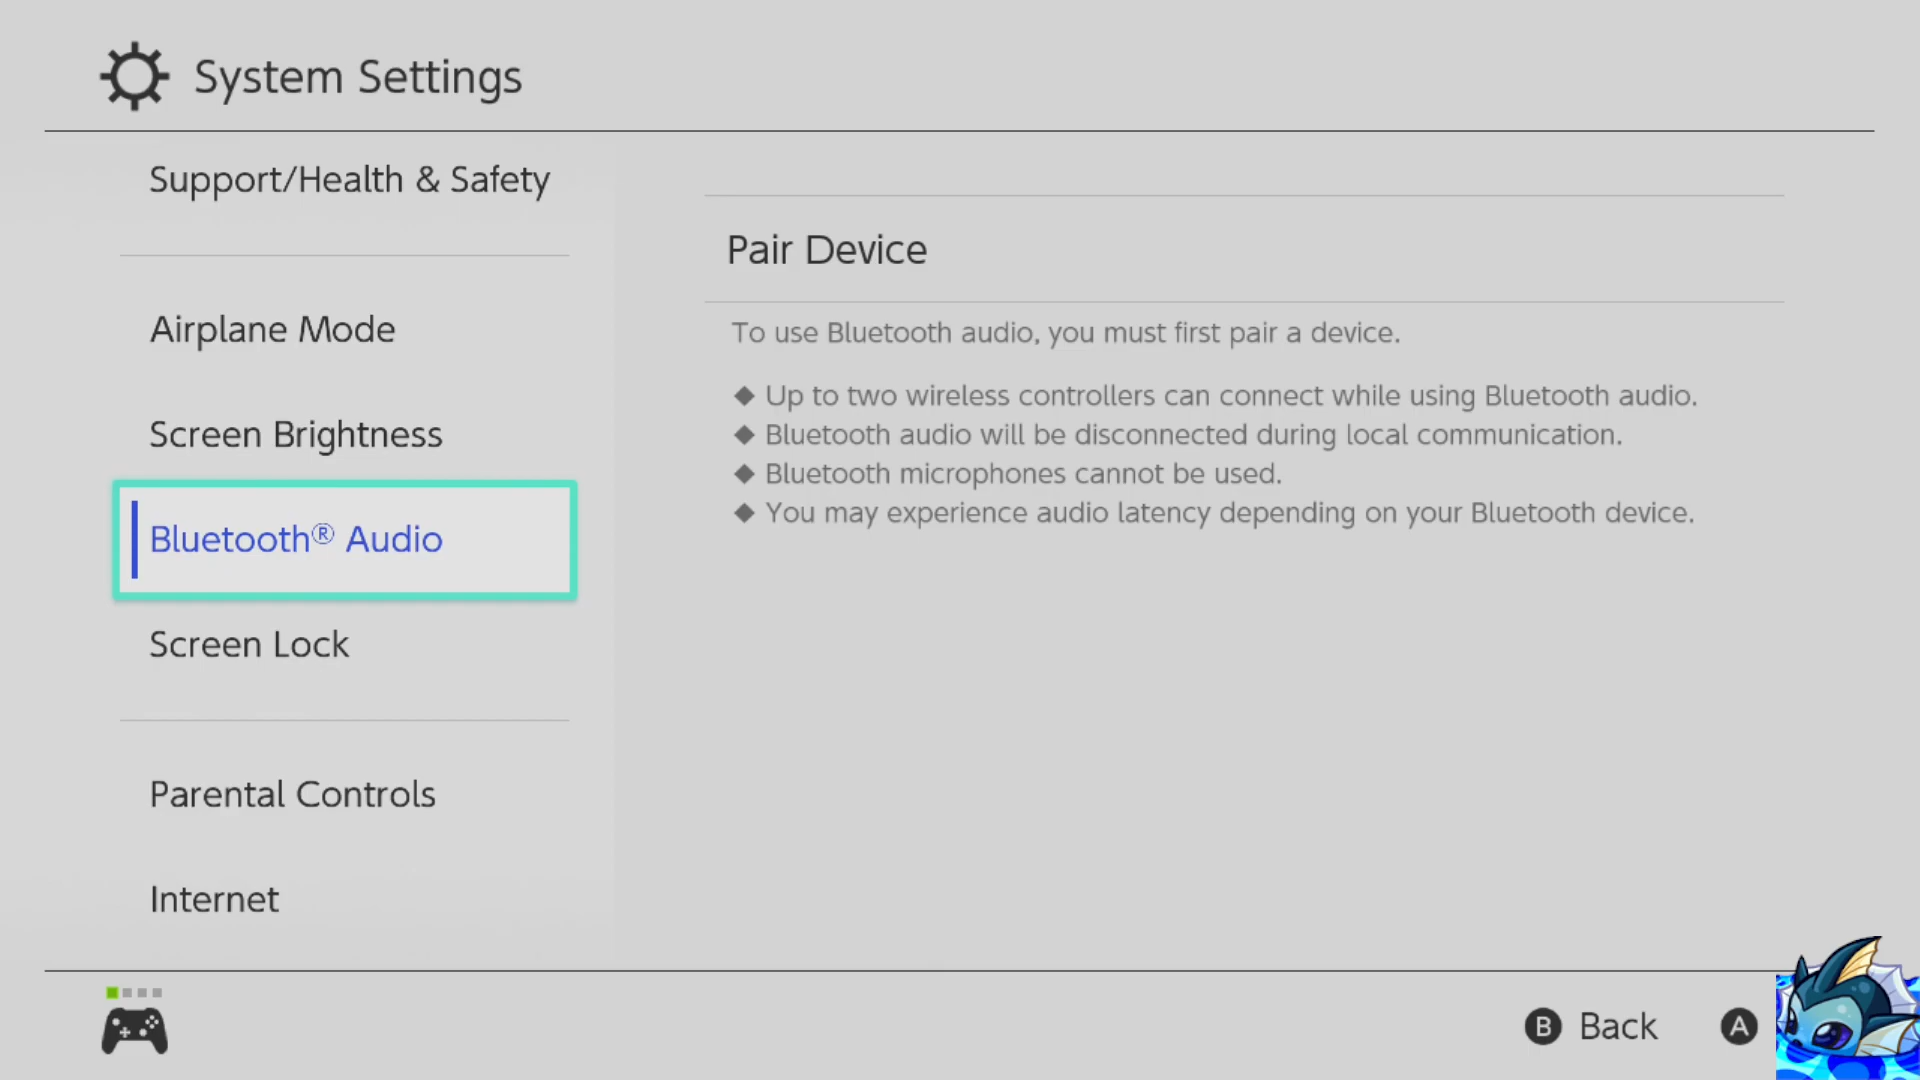 System Settings
Support/Health & Safety
Airplane Mode
Screen Brightness
Bluetooth® Audio
Screen Lock
Parental Controls
Internet
Pair Device
To use Bluetooth audio, you must first pair a device.
◆ Up to two wireless controllers can connect while using Bluetooth audio.
◆ Bluetooth audio will be disconnected during local communication.
◆ Bluetooth microphones cannot be used.
◆ You may experience audio latency depending on your Bluetooth device.
B Back A